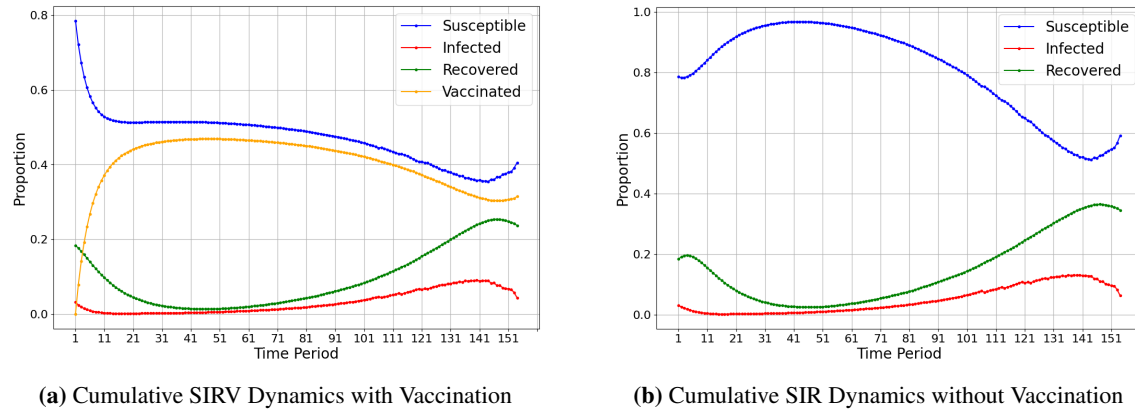 0.8
0.6
0.4
0.2
0.0
Proportion
Susceptible
Infected
Recovered
Vaccinated
1 11 21 31 41 51 61 71 81 91 101 111 121 131 141 151
Time Period
(a) Cumulative SIRV Dynamics with Vaccination
1.0
0.8
0.6
0.4
0.2
0.0
Proportion
Susceptible
Infected
Recovered
1 11 21 31 41 51 61 71 81 91 101 111 121 131 141 151
Time Period
(b) Cumulative SIR Dynamics without Vaccination